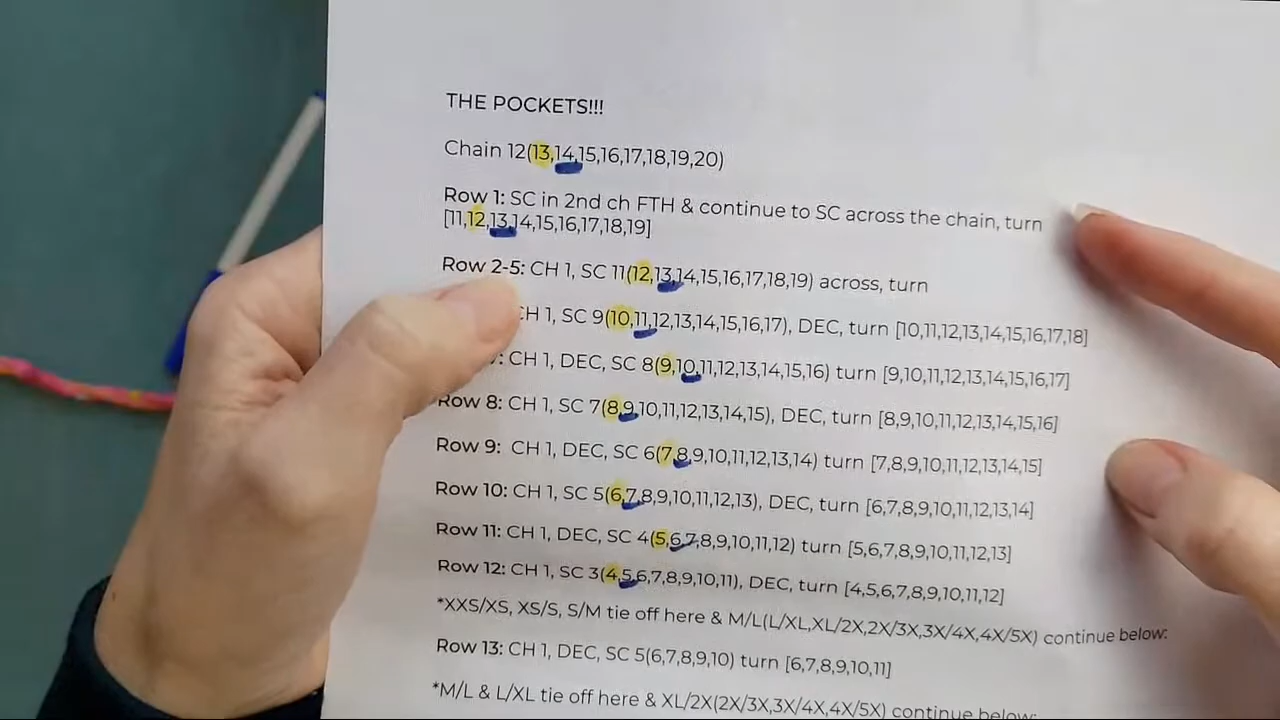 THE POCKETS!!!
Chain 12(13,14,15,16,17,18,19,20)
Row 1: SC in 2nd ch FTH & continue to SC across the chain, turn
[11,12,13,14,15,16,17,18,19]
Row 2-5: CH 1, SC 11(12,13,14,15,16,17,18,19) across, turn
CH 1, SC 9(10,11,12,13,14,15,16,17), DEC, turn [10,11,12,13,14,15,16,17,18]
CH 1, DEC, SC 8(9,10,11,12,13,14,15,16) turn [9,10,11,12,13,14,15,16,17]
Row 8: CH 1, SC 7(8,9,10,11,12,13,14,15), DEC, turn [8,9,10,11,12,13,14,15,16]
Row 9: CH 1, DEC, SC 6(7,8,9,10,11,12,13,14) turn [7,8,9,10,11,12,13,14,15]
Row 10: CH 1, SC 5(6,7,8,9,10,11,12,13), DEC, turn [6,7,8,9,10,11,12,13,14]
Row 11: CH 1, DEC, SC 4(5,6,7,8,9,10,11,12) turn [5,6,7,8,9,10,11,12,13]
Row 12: CH 1, SC 3(4,5,6,7,8,9,10,11), DEC, turn [4,5,6,7,8,9,10,11,12]
*XXS/XS, XS/S, S/M tie off here & M/L(L/XL,XL/2X,2X/3X,3X/4X,4X/5X) continue below:
Row 13: CH 1, DEC, SC 5(6,7,8,9,10) turn [6,7,8,9,10,11]
*M/L & L/XL tie off here & XL/2X(2X/3X,3X/4X,4X/5X) continue below: